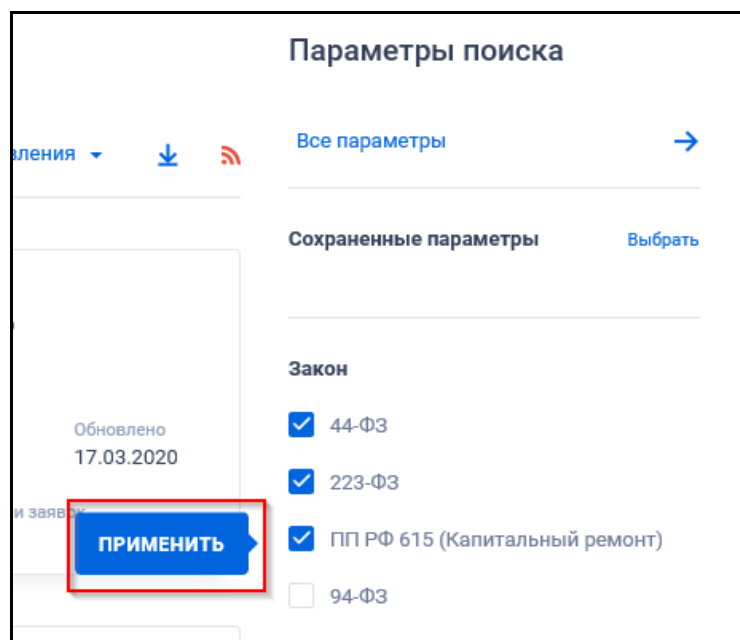 Параметры поиска
Все параметры
Сохраненные параметры Выбрать
Закон
44-ФЗ
Обновлено
17.03.2020
223-ФЗ
и заявок
ПРИМЕНИТЬ
ПП РФ 615 (Капитальный ремонт)
94-ФЗ